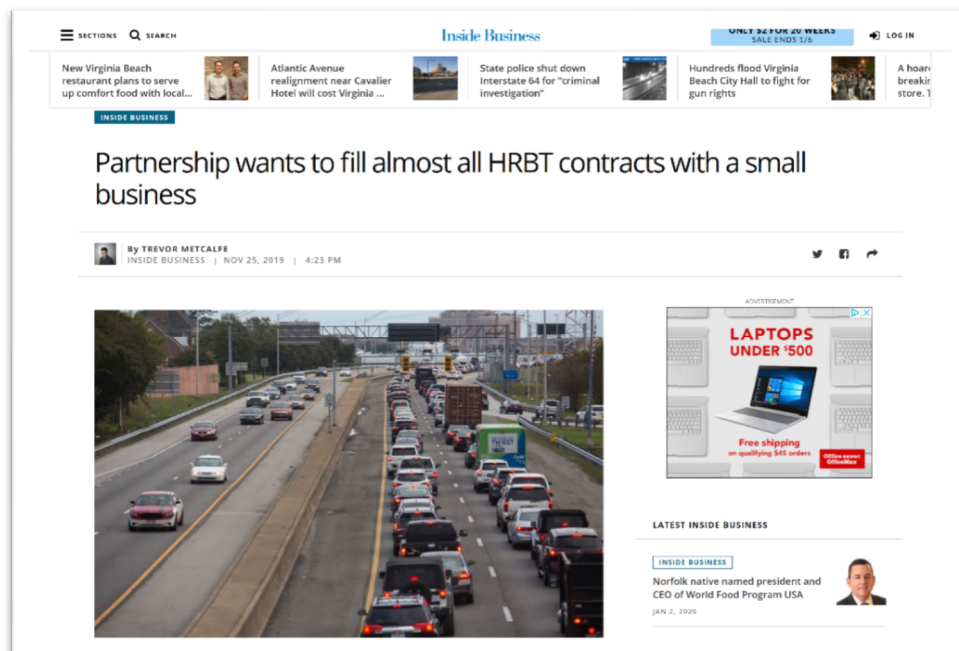 SECTIONS
SEARCH
Inside Business
ONLY $2 FOR 20 WEEKS
SALE ENDS 1/6
LOG IN
New Virginia Beach
restaurant plans to serve
up comfort food with local...
Atlantic Avenue
realignment near Cavalier
Hotel will cost Virginia ...
State police shut down
Interstate 64 for "criminal
investigation"
Hundreds flood Virginia
Beach City Hall to fight for
gun rights
A hoar
breakin
store. T
INSIDE BUSINESS
Partnership wants to fill almost all HRBT contracts with a small
business
By TREVOR METCALFE
INSIDE BUSINESS | NOV 25, 2019 | 4:23 PM
ADVERTISEMENT
LAPTOPS
UNDER $500
Free shipping
on qualifying $45 orders
Office DEPOT
OfficeMax
LATEST INSIDE BUSINESS
INSIDE BUSINESS
Norfolk native named president and
CEO of World Food Program USA
JAN 2, 2020